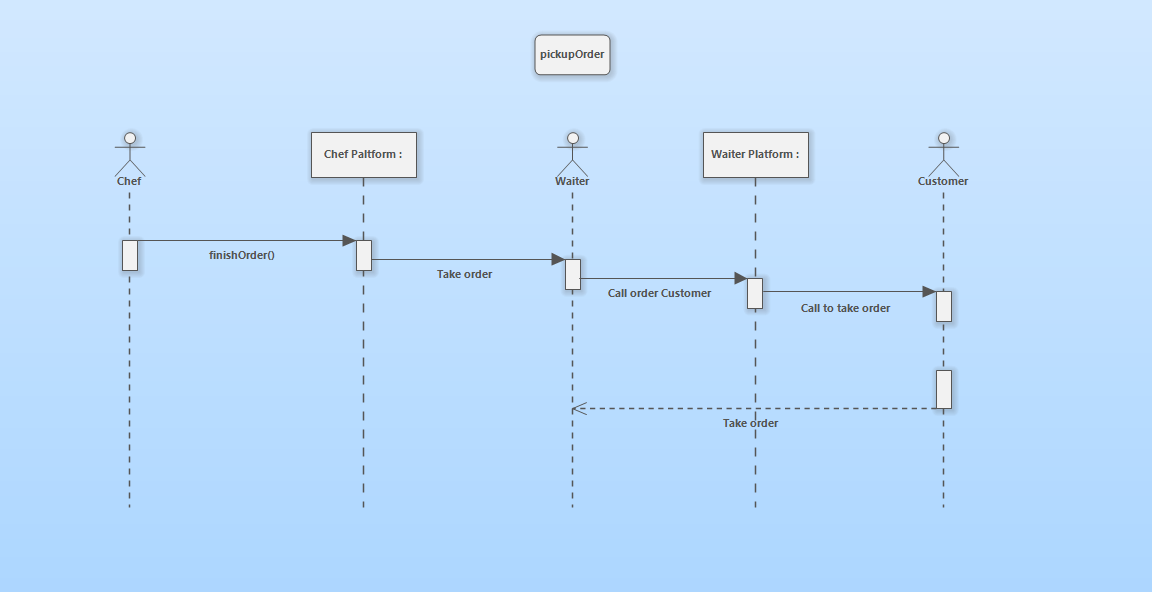 pickupOrder
Chef
Chef Paltform :
Waiter
Waiter Platform :
Customer
finishOrder()
Take order
Call order Customer
Call to take order
Take order